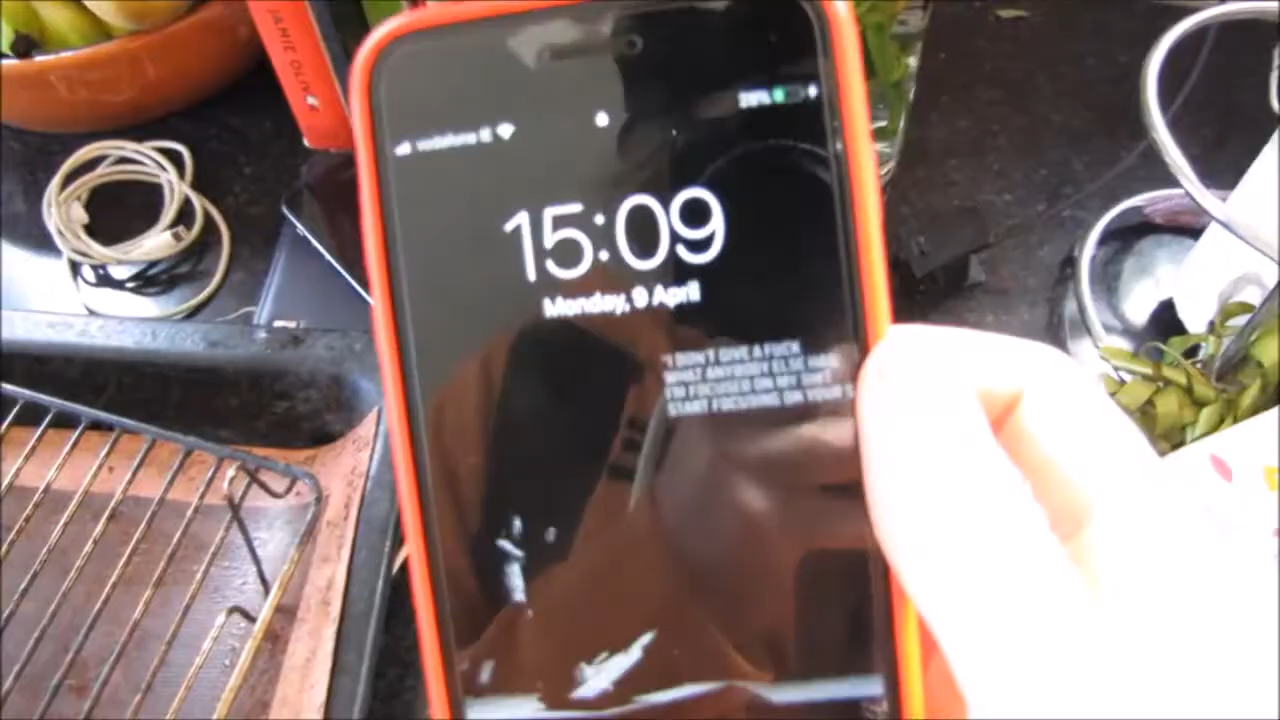 JAMIE OLIV
vodafone IE
28%
15:09
Monday, 9 April
"I DON'T GIVE A FUCK
WHAT ANYBODY ELSE HAS
I'M FOCUSED ON MY SHIT
START FOCUSING ON YOUR S